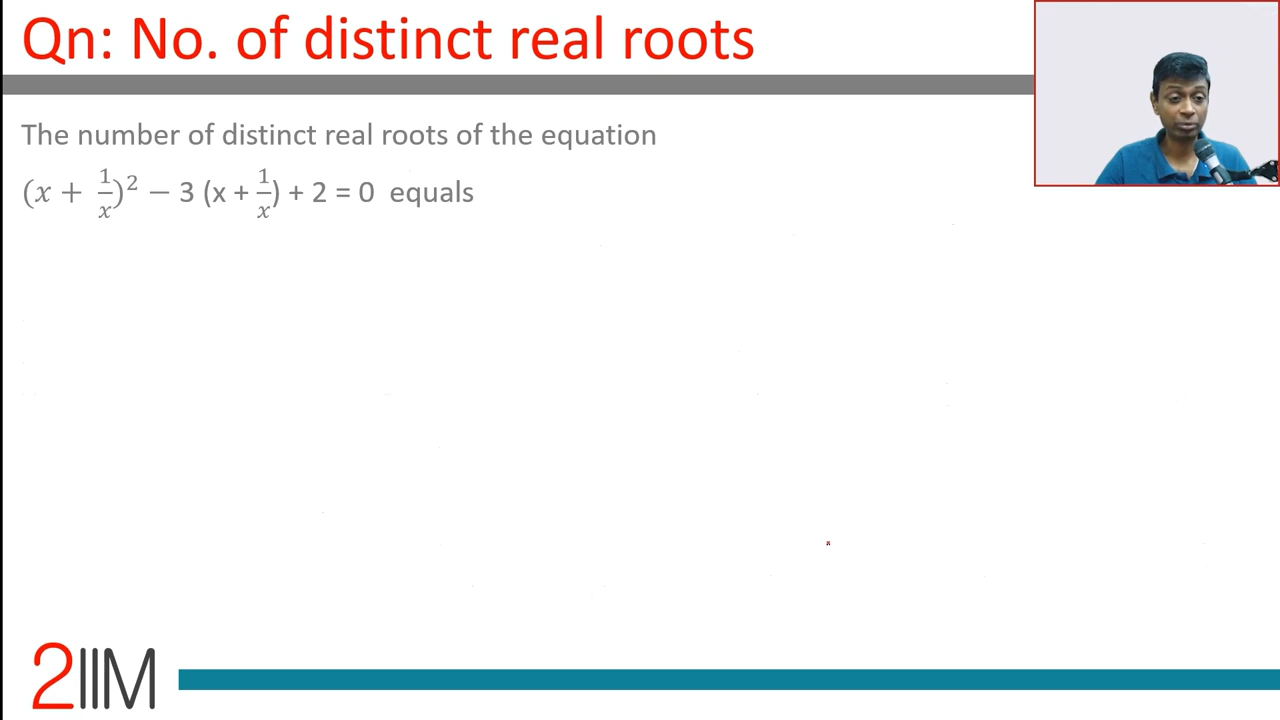 Qn: No. of distinct real roots
The number of distinct real roots of the equation
(x + 1/x)² − 3 (x + 1/x) + 2 = 0 equals
2IIM